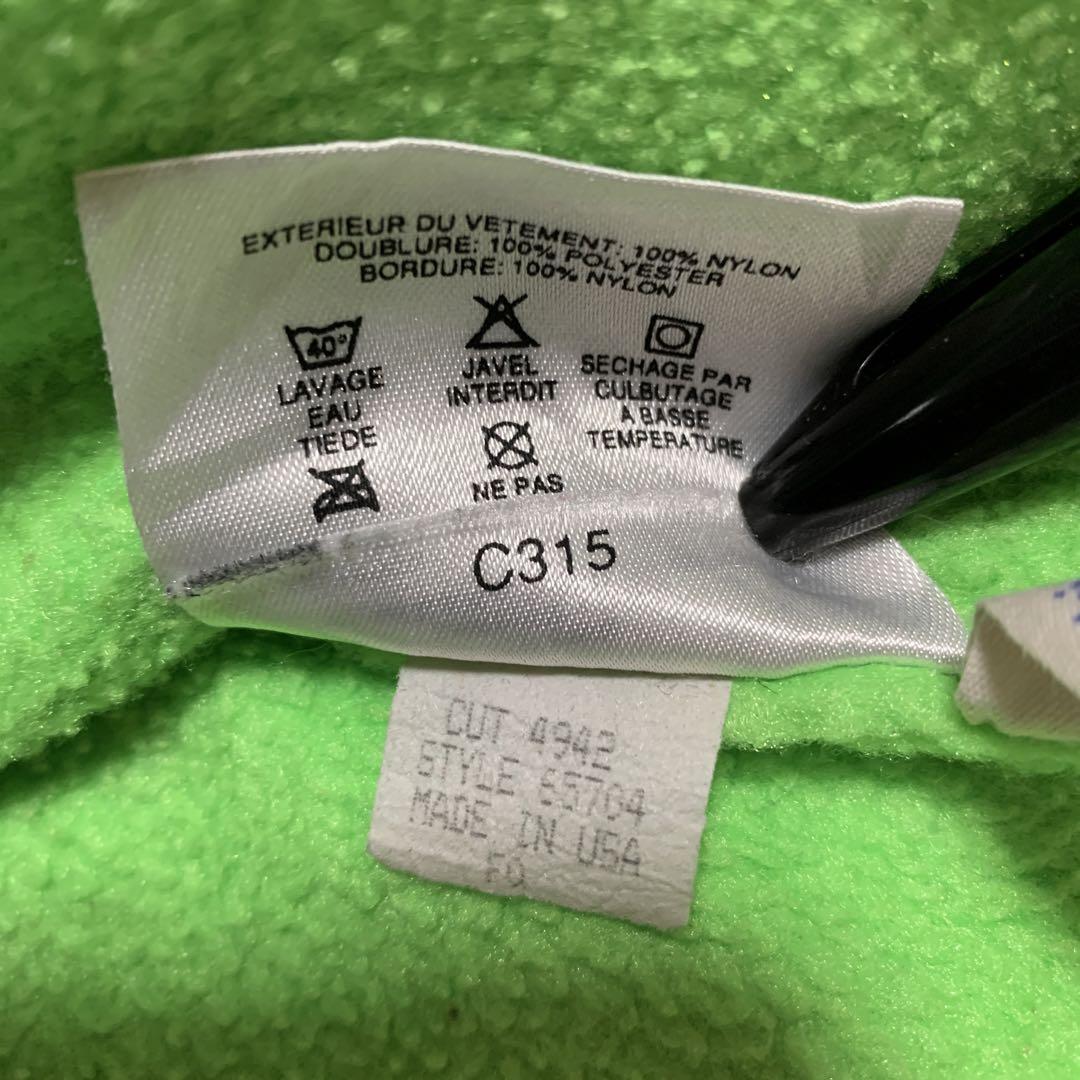 EXTERIEUR DU VETEMENT: 100% NYLON
DOUBLURE: 100% POLYESTER
BORDURE: 100% NYLON
40°
LAVAGE
EAU
TIEDE
JAVEL
INTERDIT
NE PAS
SECHAGE PAR
CULBUTAGE
A BASSE
TEMPERATURE
C315
CUT 4942
STYLE 55704
MADE IN USA